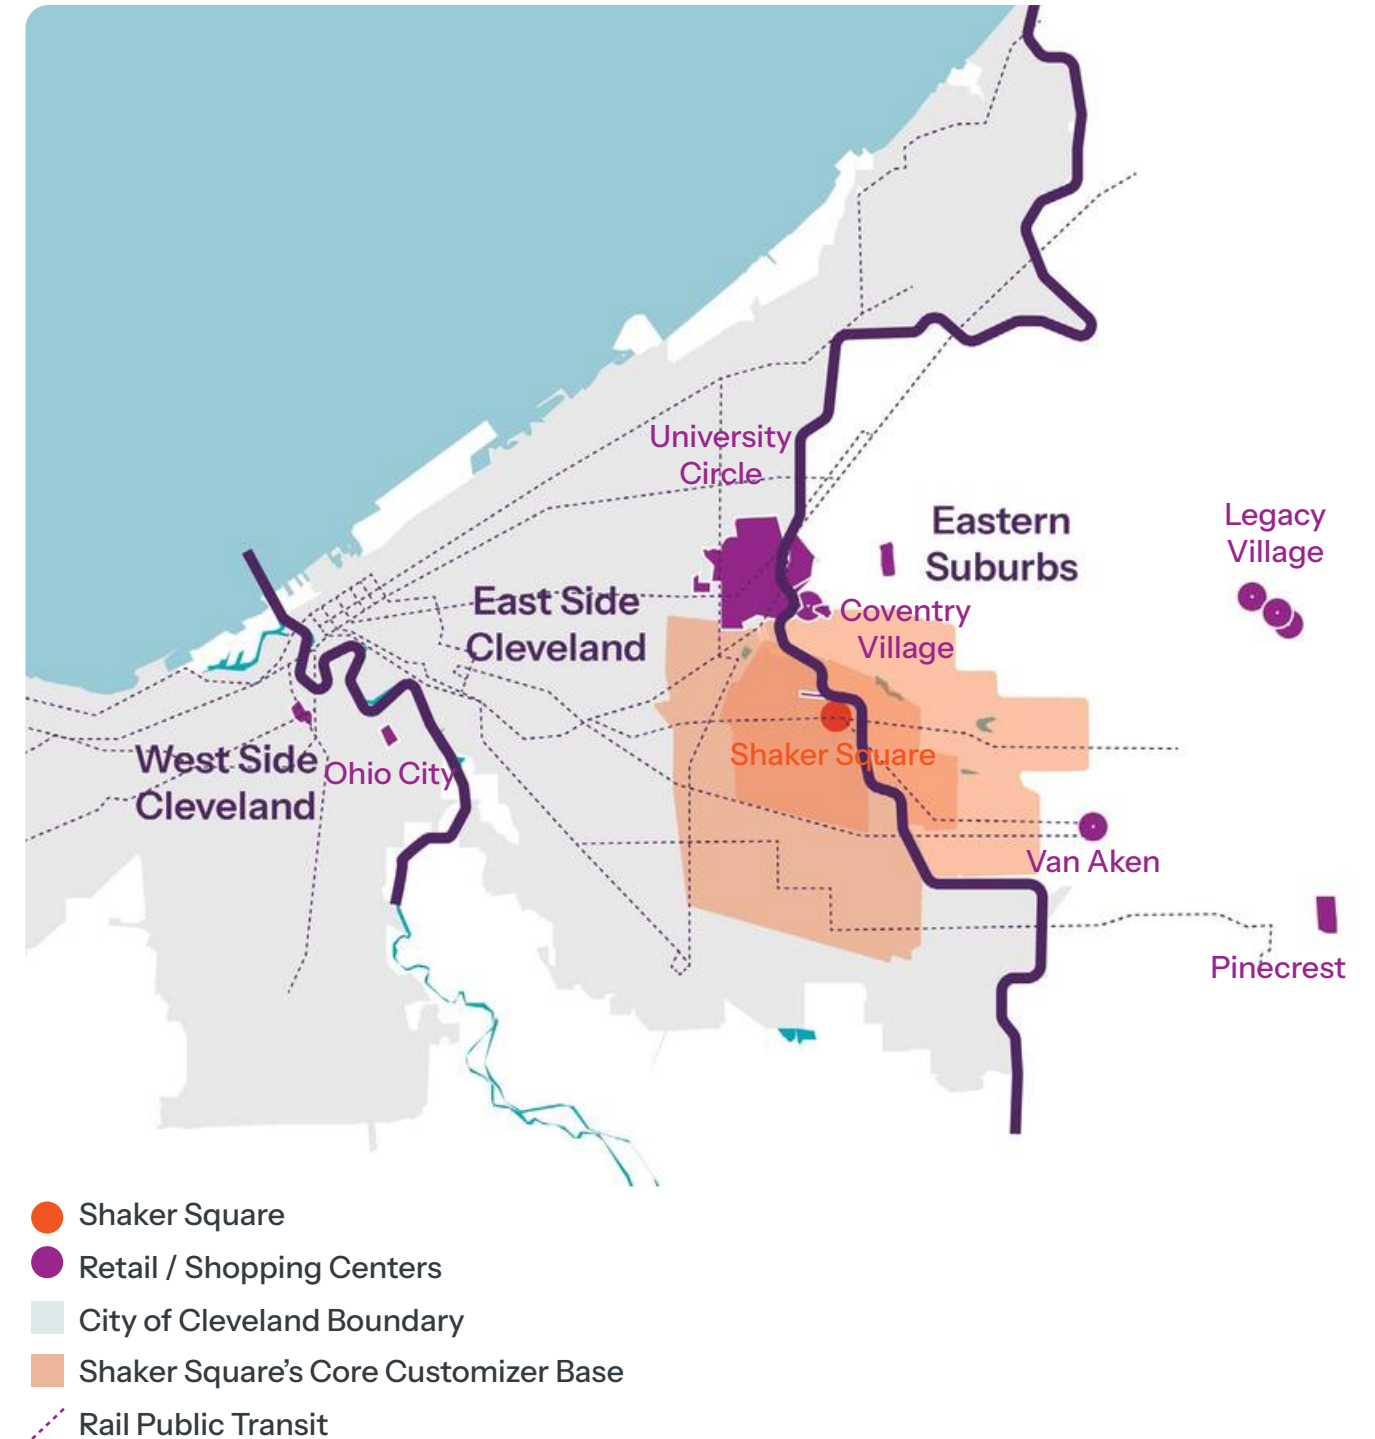 University
Circle
Eastern
Suburbs
Legacy
Village
East Side
Cleveland
Coventry
Village
West Side
Cleveland
Ohio City
Shaker Square
Van Aken
Pinecrest
Shaker Square
Retail / Shopping Centers
City of Cleveland Boundary
Shaker Square’s Core Customizer Base
Rail Public Transit